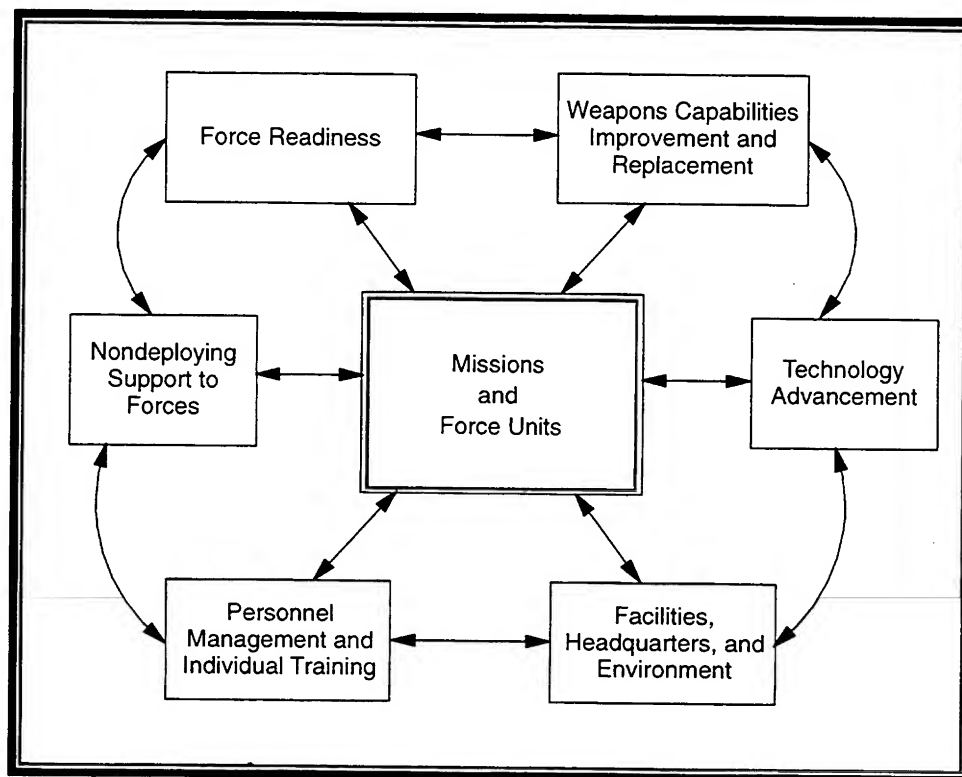 Force Readiness
Weapons Capabilities
Improvement and
Replacement
Nondeploying
Support to
Forces
Missions
and
Force Units
Technology
Advancement
Personnel
Management and
Individual Training
Facilities,
Headquarters, and
Environment